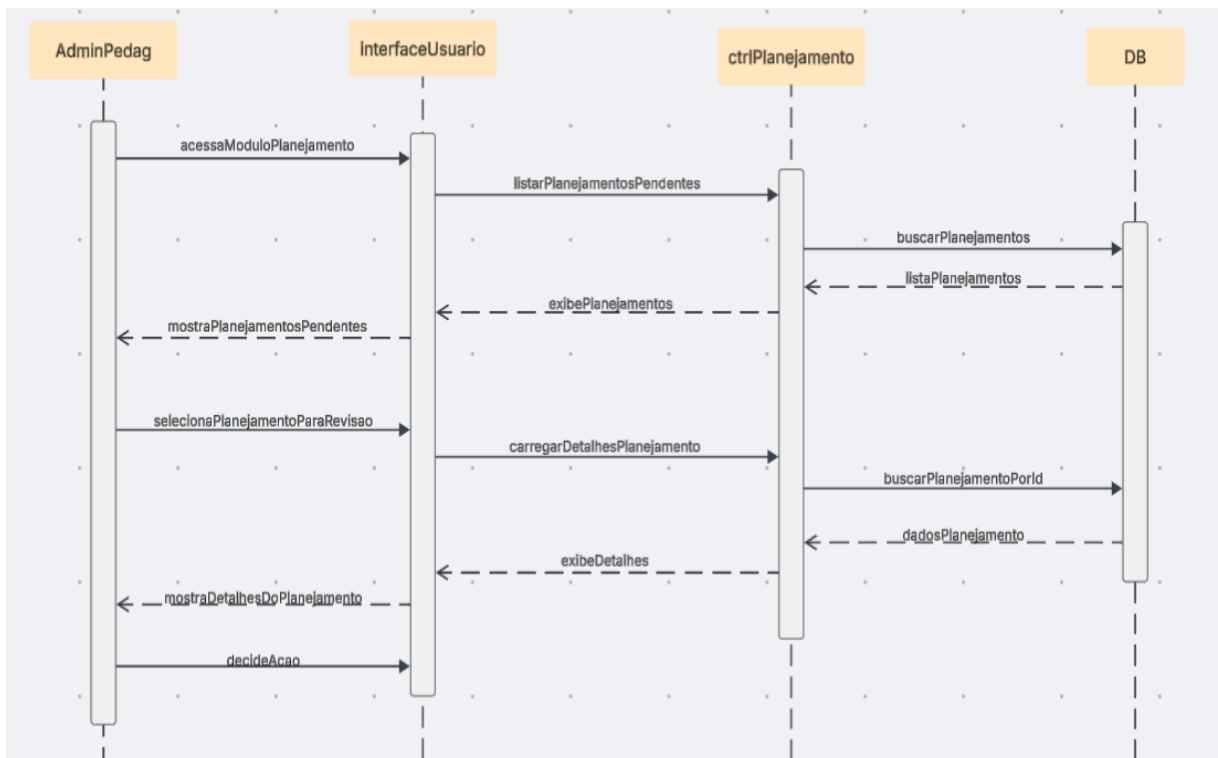 AdminPedag
interfaceUsuario
ctrlPlanejamento
DB
acessaModuloPlanejamento
listarPlanejamentosPendentes
buscarPlanejamentos
listaPlanejamentos
exibePlanejamentos
mostraPlanejamentosPendentes
selecionaPlanejamentoParaRevisao
carregarDetalhesPlanejamento
buscarPlanejamentoPorId
dadosPlanejamento
exibeDetalhes
mostraDetalhesDoPlanejamento
decideAcao